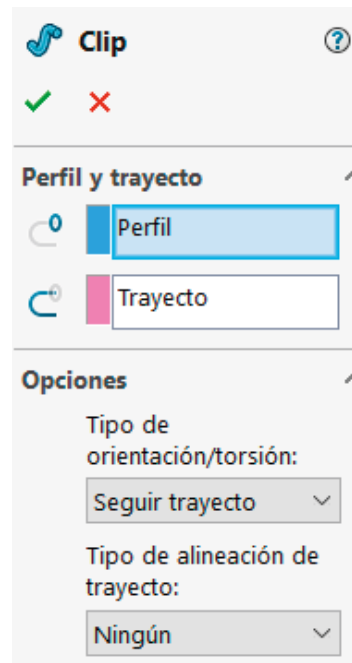 Clip
Perfil y trayecto
Perfil
Trayecto
Opciones
Tipo de
orientación/torsión:
Seguir trayecto
Tipo de alineación de
trayecto:
Ningún